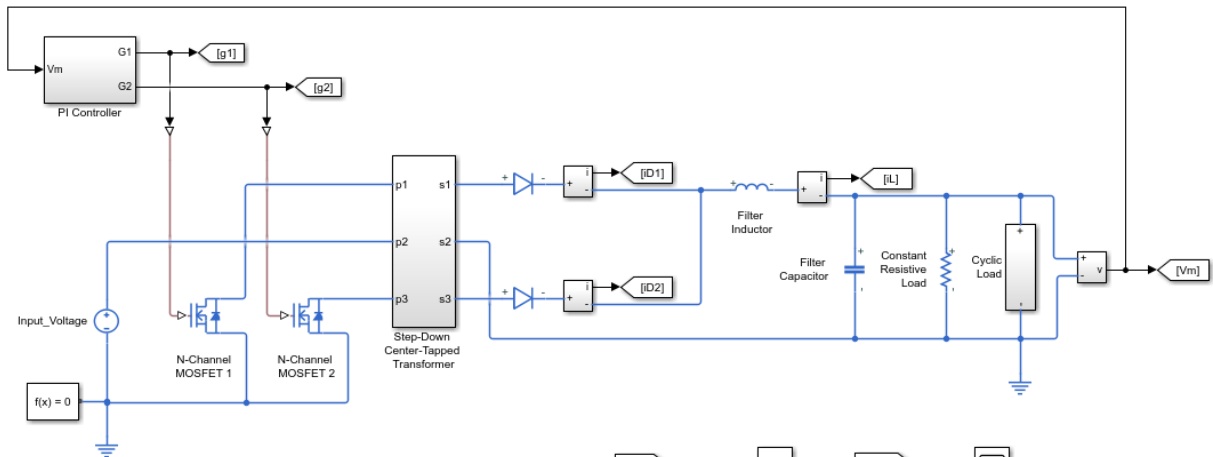 Vm
G1
G2
PI Controller
[g1]
[g2]
Input_Voltage
f(x) = 0
N-Channel
MOSFET 1
N-Channel
MOSFET 2
p1
p2
p3
s1
s2
s3
Step-Down
Center-Tapped
Transformer
+
-
+
i
-
[iD1]
+
-
+
i
-
[iD2]
+
-
Filter
Inductor
+
i
-
[iL]
Filter
Capacitor
+
-
Constant
Resistive
Load
+
-
Cyclic
Load
+
-
+
-
v
[Vm]
+
-